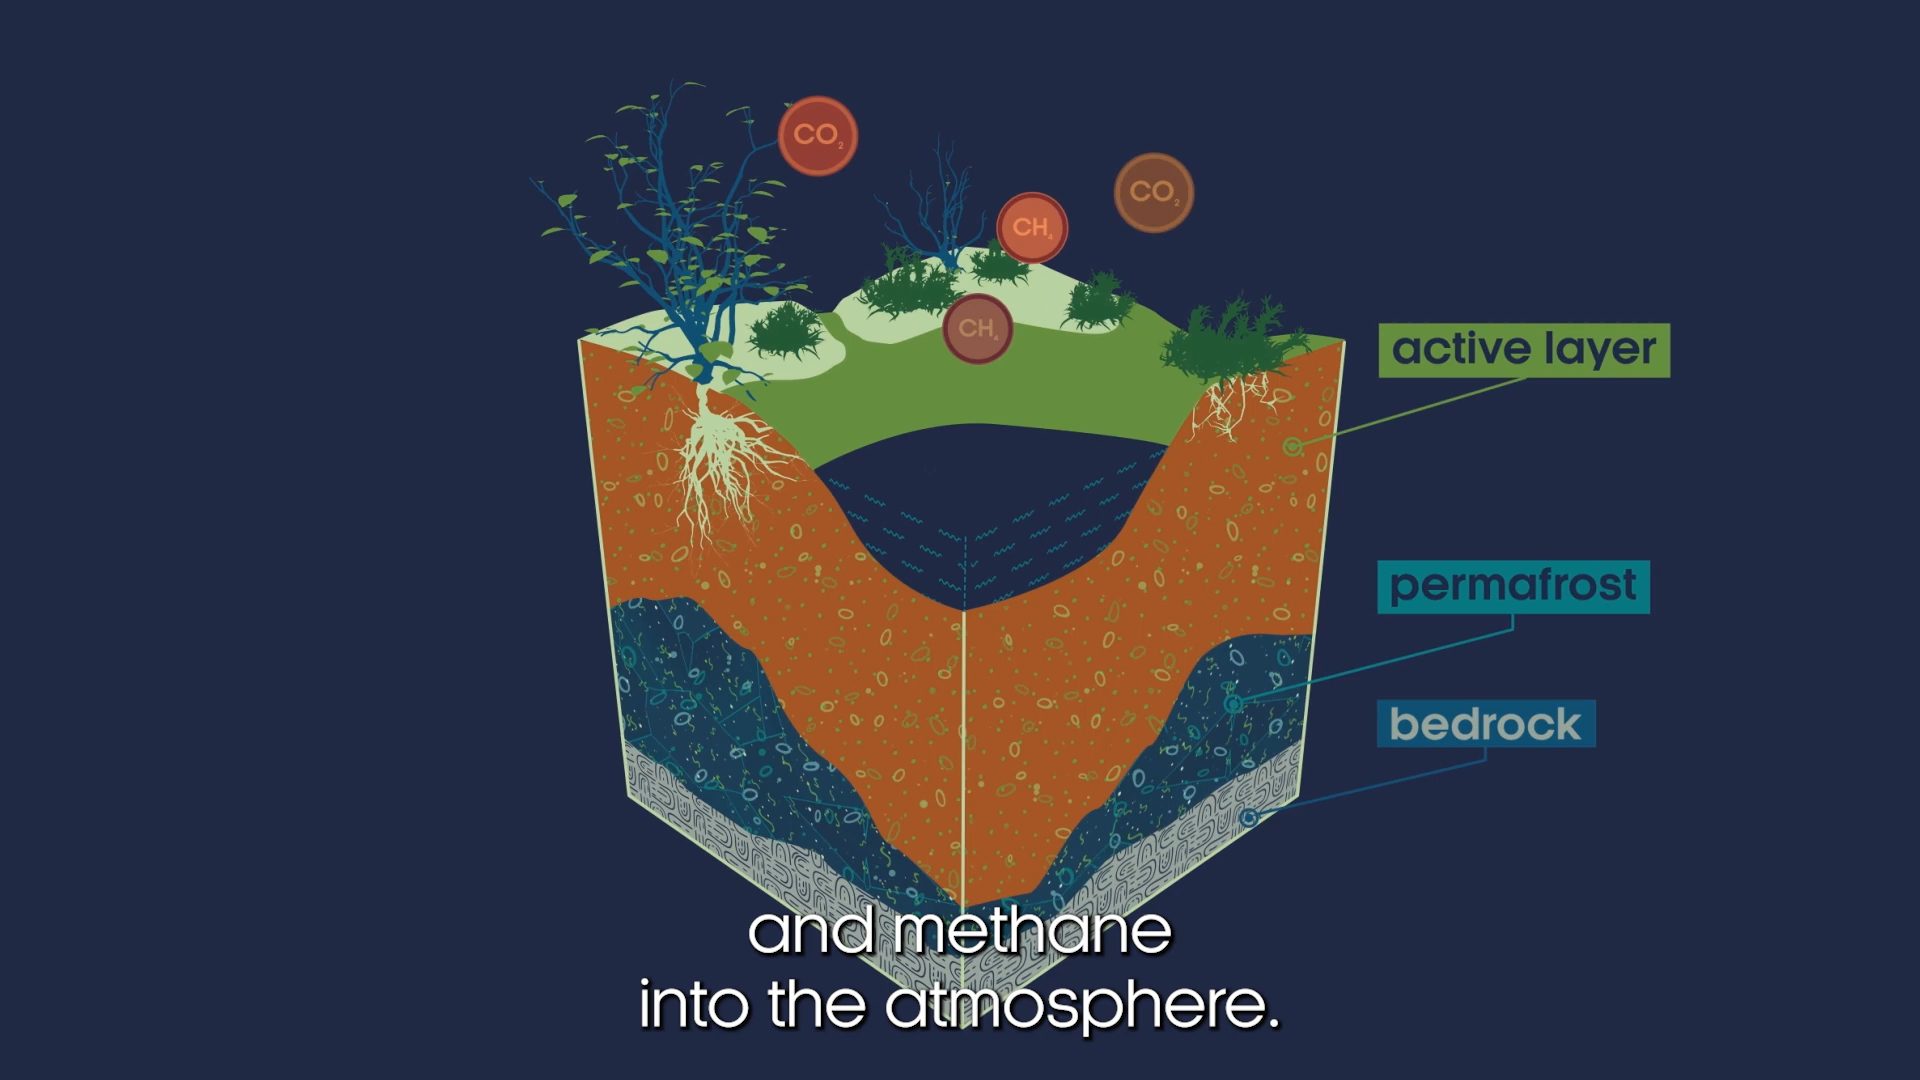 CO₂
CO₂
CH₄
CH₄
active layer
permafrost
bedrock
and methane
into the atmosphere.